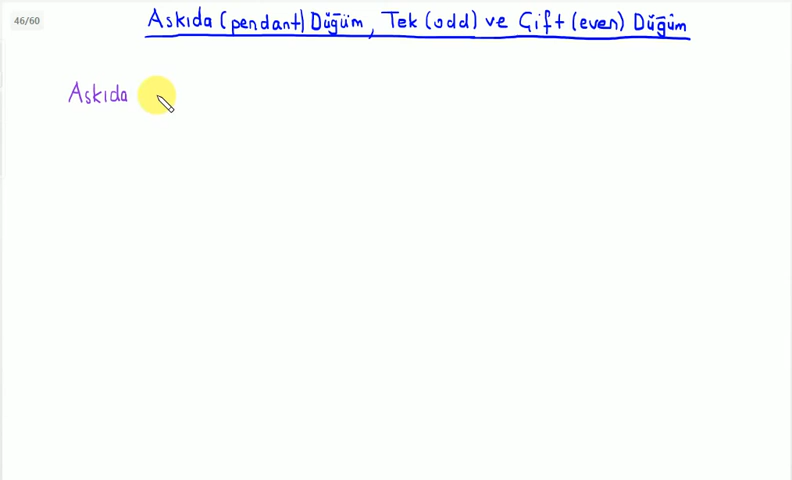 46/60
Askıda (pendant) Düğüm, Tek (odd) ve Çift (even) Düğüm
Askıda